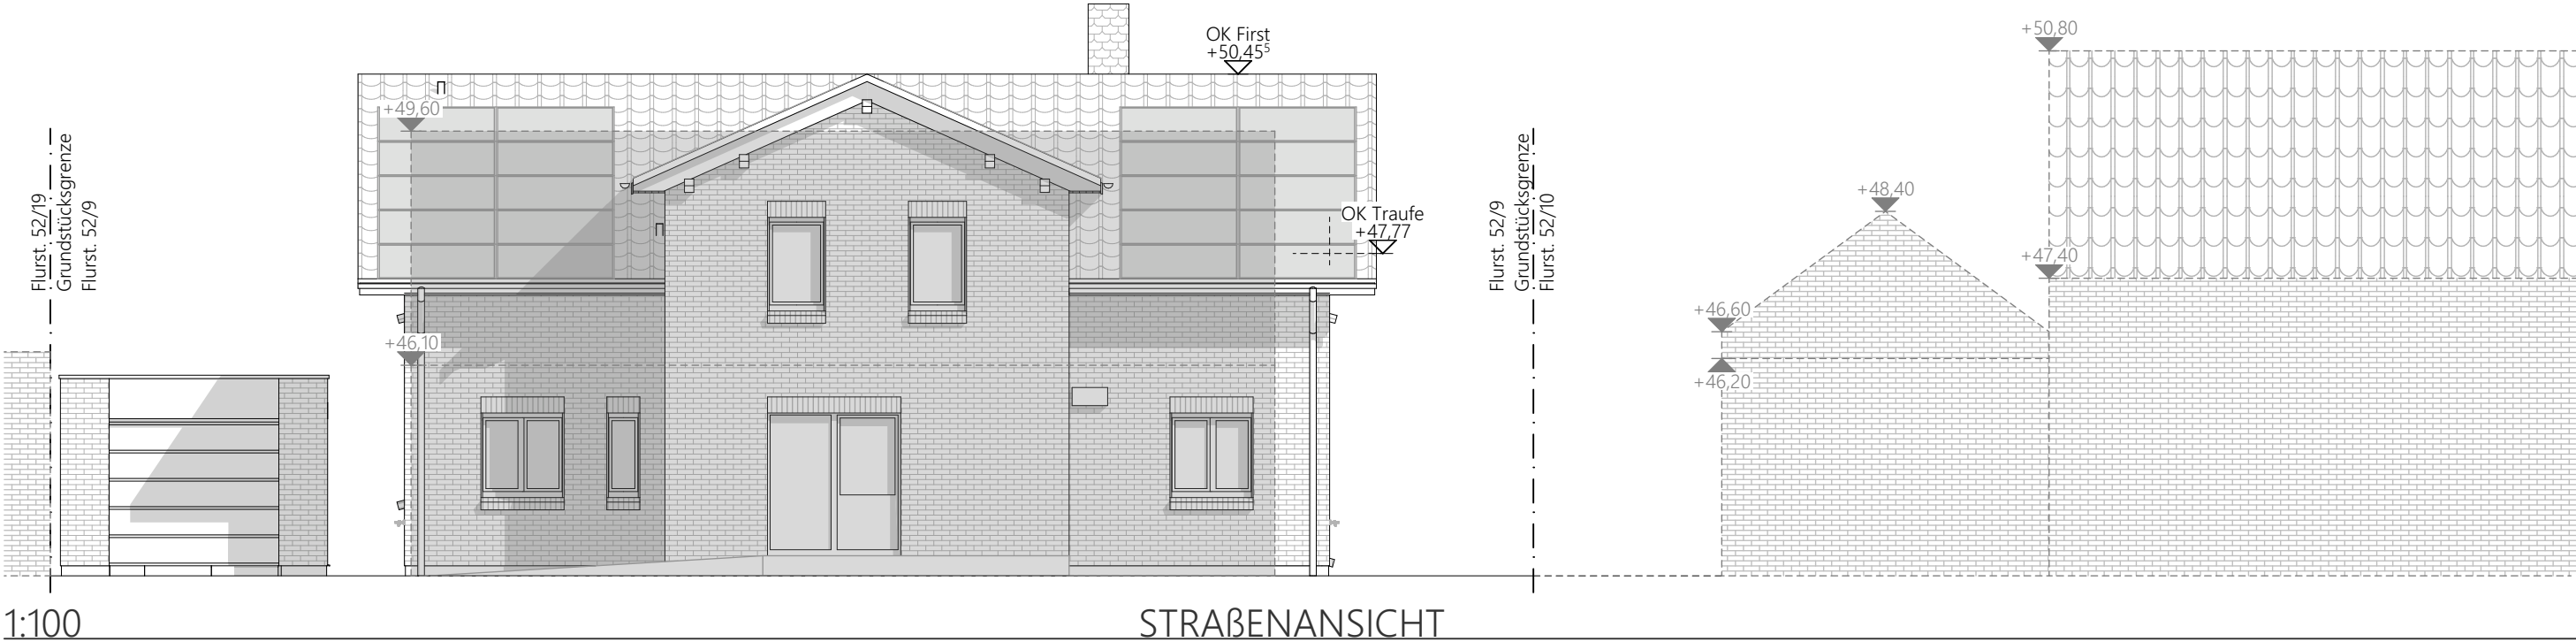 OK First
+50,45⁵
+50,80
+49,60
Flurst. 52/19
Grundstücksgrenze
Flurst. 52/9
OK Traufe
+47,77
Flurst. 52/9
Grundstücksgrenze
Flurst. 52/10
+48,40
+47,40
+46,60
+46,10
+46,20
1:100
STRAßENANSICHT